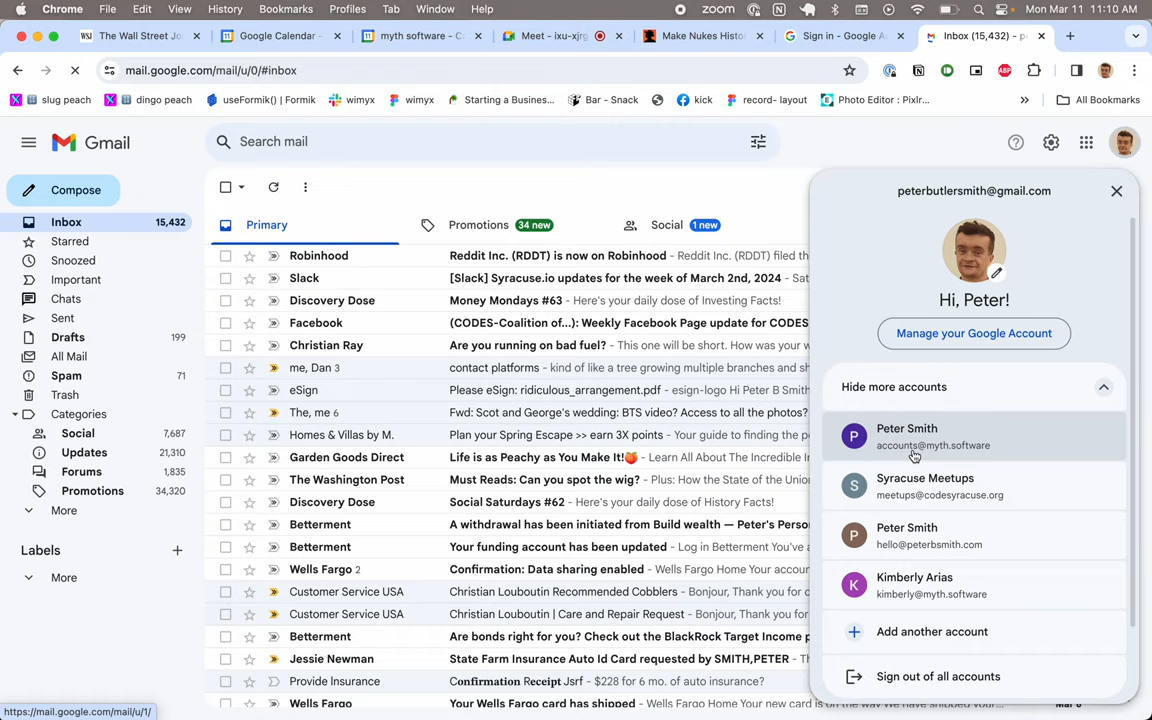 Chrome File Edit View History Bookmarks Profiles Tab Window Help zoom Mon Mar 11 11:10 AM
The Wall Street Jo Google Calendar - myth software - C Meet - ixu-xjrg Make Nukes Histo Sign in - Google A Inbox (15,432) - p
mail.google.com/mail/u/0/#inbox
slug peach dingo peach useFormik() | Formik wimyx wimyx Starting a Business... Bar - Snack kick record- layout Photo Editor : Pixlr... » All Bookmarks
Gmail
Search mail
Compose
Inbox 15,432
Starred
Snoozed
Important
Chats
Sent
Drafts 199
All Mail
Spam 71
Trash
Categories
Social 7,687
Updates 21,310
Forums 1,835
Promotions 34,320
More
Labels
More
Primary Promotions 34 new Social 1 new
Robinhood Reddit Inc. (RDDT) is now on Robinhood - Reddit Inc. (RDDT) filed th
Slack [Slack] Syracuse.io updates for the week of March 2nd, 2024 - Sat
Discovery Dose Money Mondays #63 - Here's your daily dose of Investing Facts!
Facebook (CODES-Coalition of...): Weekly Facebook Page update for CODES
Christian Ray Are you running on bad fuel? - This one will be short. How was your w
me, Dan 3 contact platforms - kind of like a tree growing multiple branches and sh
eSign Please eSign: ridiculous_arrangement.pdf - esign-logo Hi Peter B Smith
The, me 6 Fwd: Scot and George's wedding: BTS video? Access to all the photos?
Homes & Villas by M. Plan your Spring Escape >> earn 3X points - Your guide to finding the p
Garden Goods Direct Life is as Peachy as You Make It!🍑 - Learn All About The Incredible
The Washington Post Must Reads: Can you spot the wig? - Plus: How the State of the Unio
Discovery Dose Social Saturdays #62 - Here's your daily dose of History Facts!
Betterment A withdrawal has been initiated from Build wealth — Peter's Perso
Betterment Your funding account has been updated - Log in Betterment You've a
Wells Fargo 2 Confirmation: Data sharing enabled - Wells Fargo Home Your accou
Customer Service USA Christian Louboutin Recommended Cobblers - Bonjour, Thank you for c
Customer Service USA Christian Louboutin | Care and Repair Request - Bonjour, Thank you for
Betterment Are bonds right for you? Check out the BlackRock Target Income p
Jessie Newman State Farm Insurance Auto Id Card requested by SMITH,PETER - Th
Provide Insurance Confirmation Receipt Jsrf - $228 for 6 mo. of auto insurance?
Wells Fargo Your Wells Fargo card has shipped - Wells Fargo Home Your new card is on the way We have shipped your
peterbutlersmith@gmail.com
Hi, Peter!
Manage your Google Account
Hide more accounts
Peter Smith
accounts@myth.software
Syracuse Meetups
meetups@codesyracuse.org
Peter Smith
hello@peterbsmith.com
Kimberly Arias
kimberly@myth.software
Add another account
Sign out of all accounts
https://mail.google.com/mail/u/1/